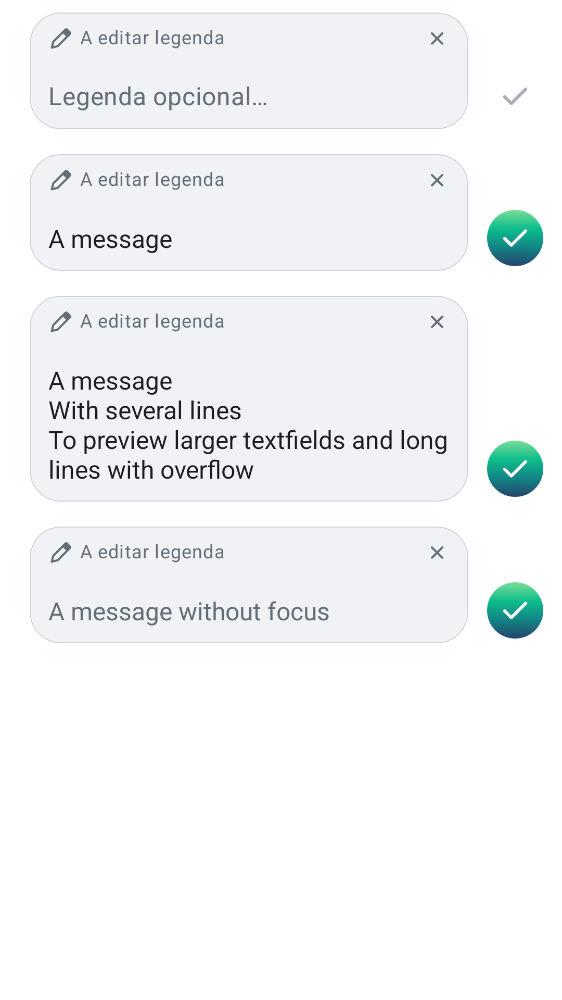 A editar legenda
Legenda opcional…
A editar legenda
A message
A editar legenda
A message
With several lines
To preview larger textfields and long
lines with overflow
A editar legenda
A message without focus